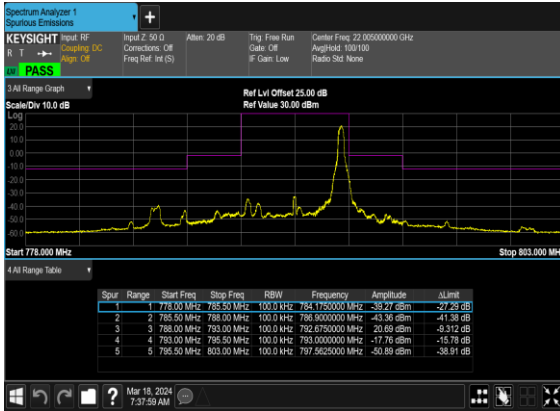 Spectrum Analyzer 1
Spurious Emissions
+
KEYSIGHT Input: RF Input Z: 50 Ω Atten: 20 dB Trig: Free Run Center Freq: 22.005000000 GHz
R T Coupling: DC Corrections: Off Gate: Off Avg|Hold: 100/100
Align: Off Freq Ref: Int (S) IF Gain: Low Radio Std: None
PASS
3 All Range Graph
Scale/Div 10.0 dB Ref Lvl Offset 25.00 dB
Ref Value 30.00 dBm
Log
20.0
10.0
0.00
-10.0
-20.0
-30.0
-40.0
-50.0
-60.0
Start 778.000 MHz Stop 803.000 MH
4 All Range Table
Spur Range Start Freq Stop Freq RBW Frequency Amplitude ΔLimit
1 1 778.00 MHz 785.50 MHz 100.0 kHz 784.1750000 MHz -39.27 dBm -27.29 dB
2 2 785.50 MHz 788.00 MHz 100.0 kHz 786.9000000 MHz -43.36 dBm -41.38 dB
3 3 788.00 MHz 793.00 MHz 100.0 kHz 792.6750000 MHz 20.69 dBm -9.312 dB
4 4 793.00 MHz 795.50 MHz 100.0 kHz 793.0000000 MHz -17.76 dBm -15.78 dB
5 5 795.50 MHz 803.00 MHz 100.0 kHz 797.5625000 MHz -50.89 dBm -38.91 dB
?
Mar 18, 2024
7:37:59 AM